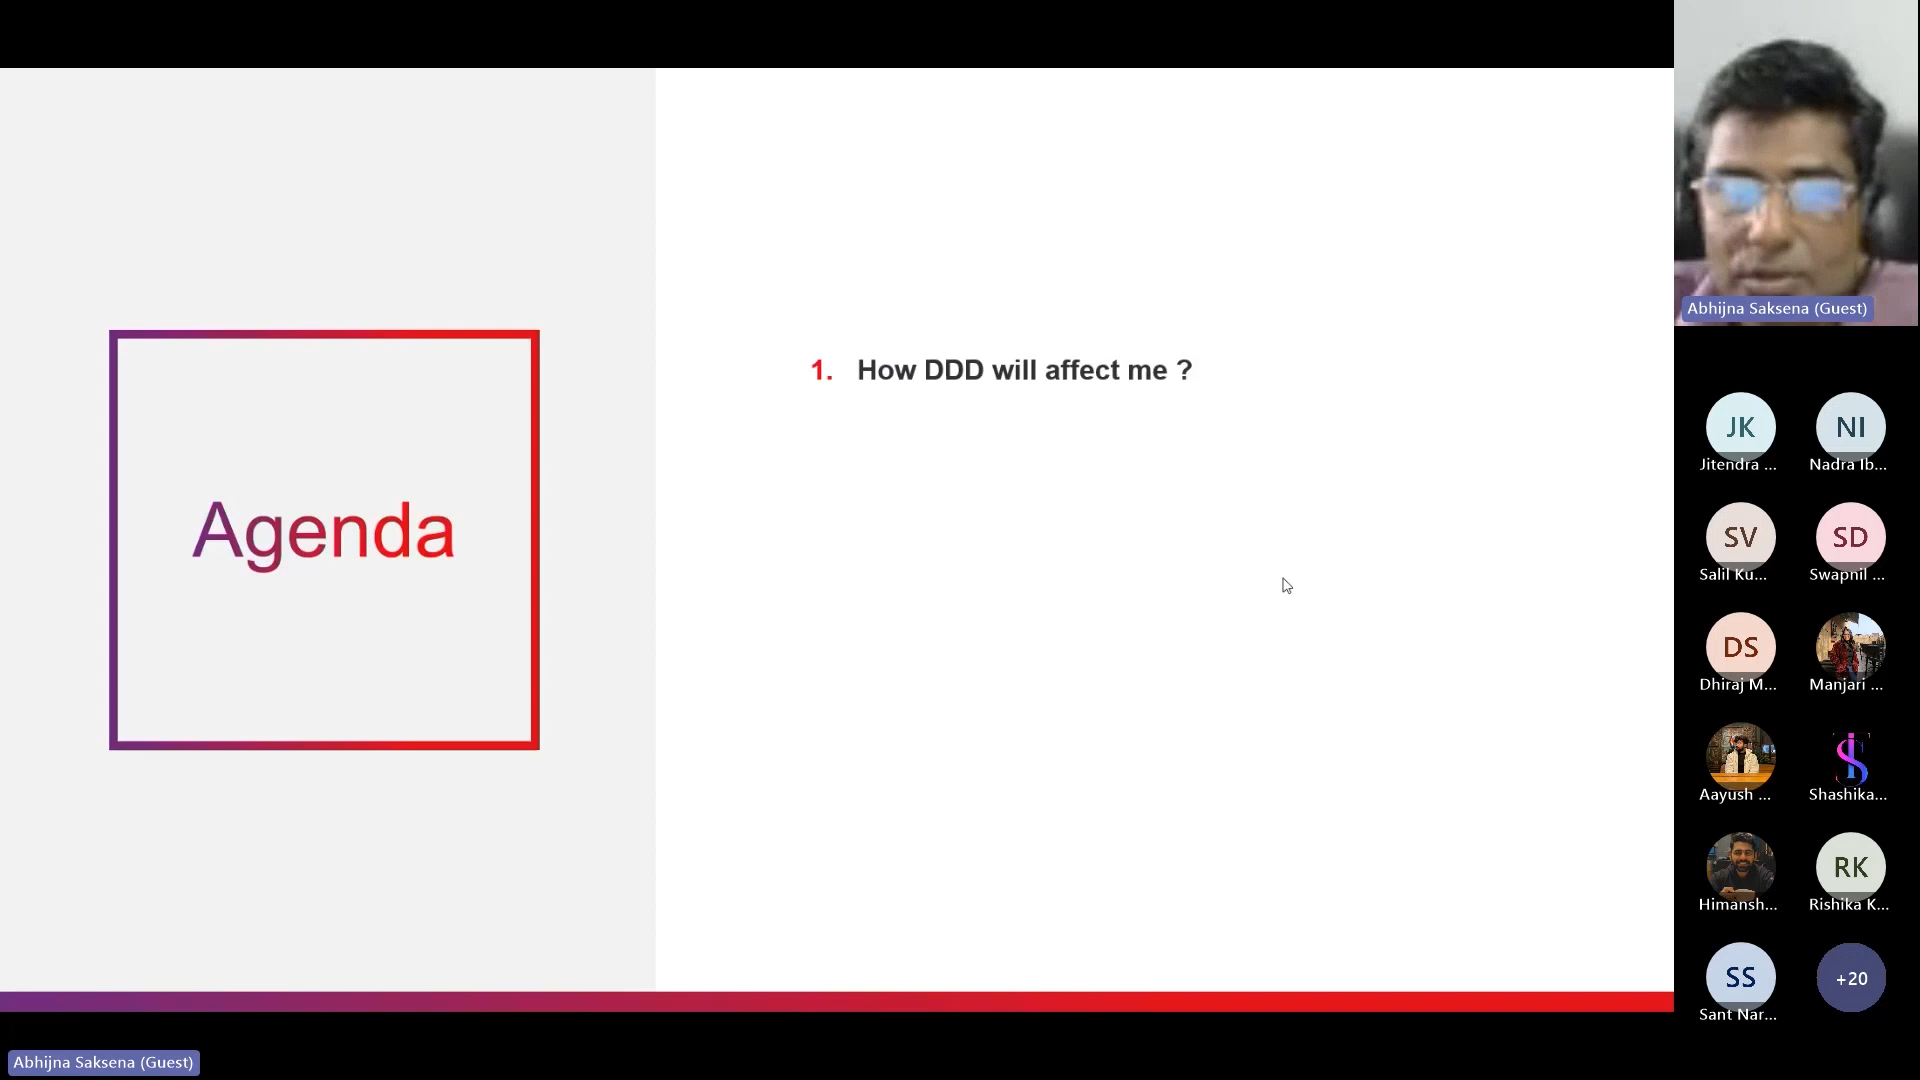 Agenda
1. How DDD will affect me ?
Abhijna Saksena (Guest)
JK
Jitendra ...
NI
Nadra Ib...
SV
Salil Ku...
SD
Swapnil ...
DS
Dhiraj M...
Manjari ...
Aayush ...
Shashika...
Himansh...
RK
Rishika K...
SS
Sant Nar...
+20
Abhijna Saksena (Guest)